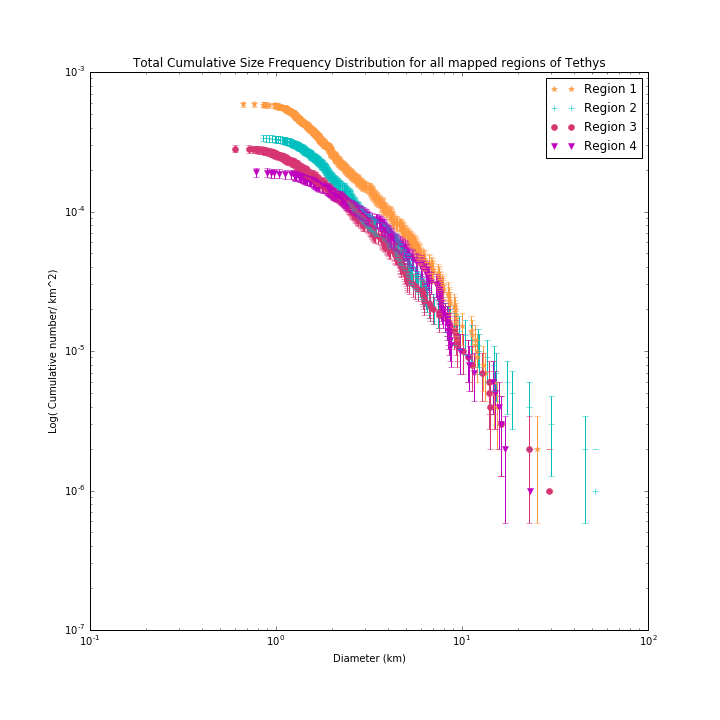 Total Cumulative Size Frequency Distribution for all mapped regions of Tethys
Region 1
Region 2
Region 3
Region 4
10^-3
10^-4
10^-5
10^-6
10^-7
Log( Cumulative number/ km^2)
10^-1
10^0
10^1
10^2
Diameter (km)